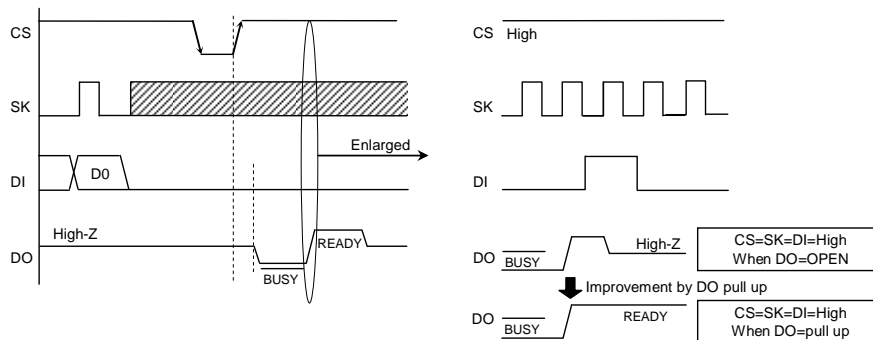 CS
SK
DI
D0
DO
High-Z
BUSY
READY
Enlarged
CS High
SK
DI
DO
BUSY
High-Z
CS=SK=DI=High
When DO=OPEN
Improvement by DO pull up
DO
BUSY
READY
CS=SK=DI=High
When DO=pull up